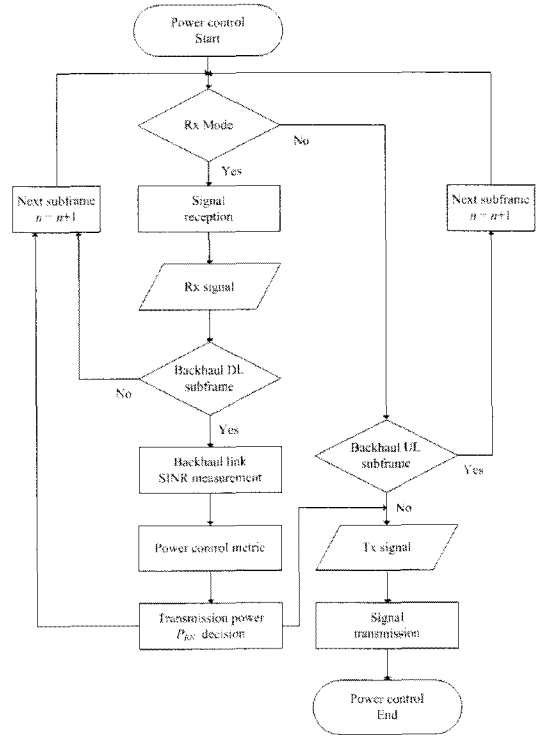 Power control
Start
Rx Mode
No
Yes
Next subframe
n = n+1
Signal
reception
Next subframe
n = n+1
Rx signal
Backhaul DL
subframe
No
Yes
Backhaul UL
subframe
Yes
Backhaul link
SINR measurement
No
Power control metric
Tx signal
Transmission power
P_RN decision
Signal
transmission
Power control
End